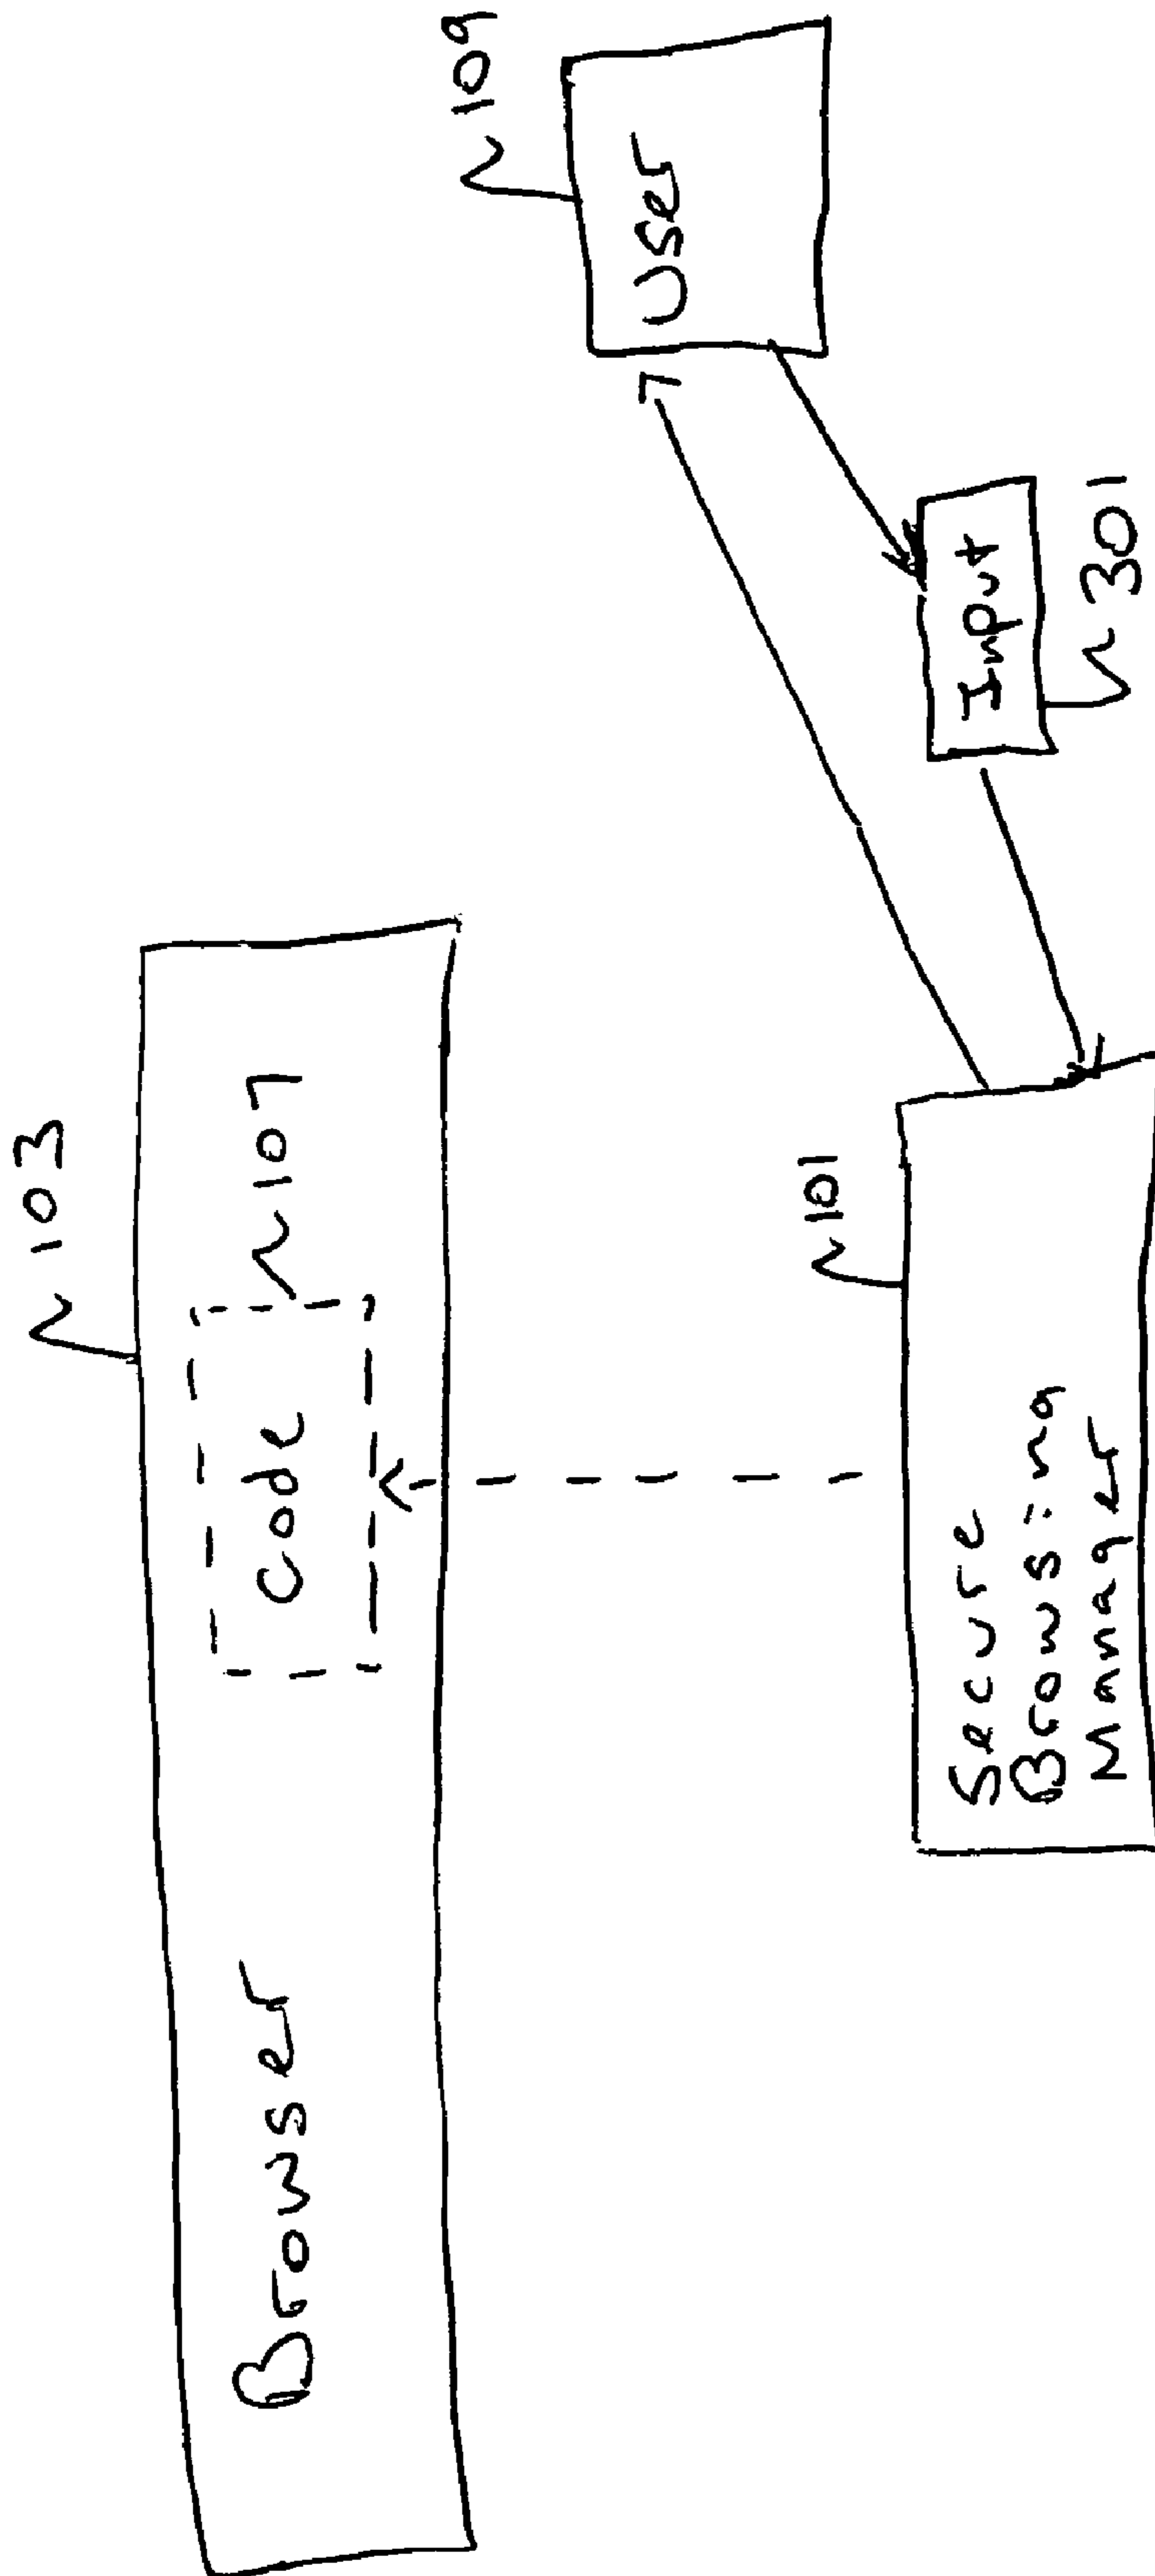 103
Browser
Code
107
101
Secure
Browsing
Manager
109
User
Input
301